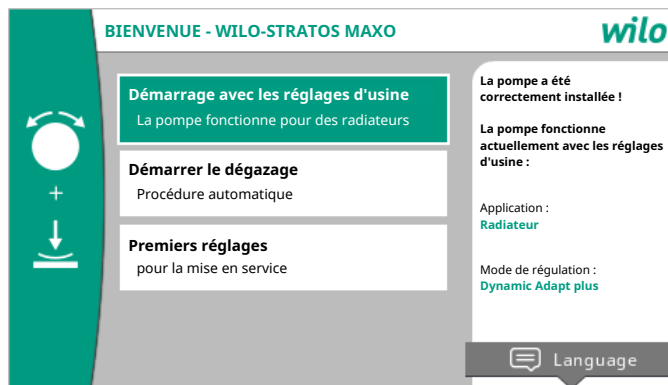 BIENVENUE - WILO-STRATOS MAXO
wilo
Démarrage avec les réglages d'usine
La pompe fonctionne pour des radiateurs
Démarrer le dégazage
Procédure automatique
Premiers réglages
pour la mise en service
+
La pompe a été
correctement installée !
La pompe fonctionne
actuellement avec les réglages
d'usine :
Application :
Radiateur
Mode de régulation :
Dynamic Adapt plus
Language